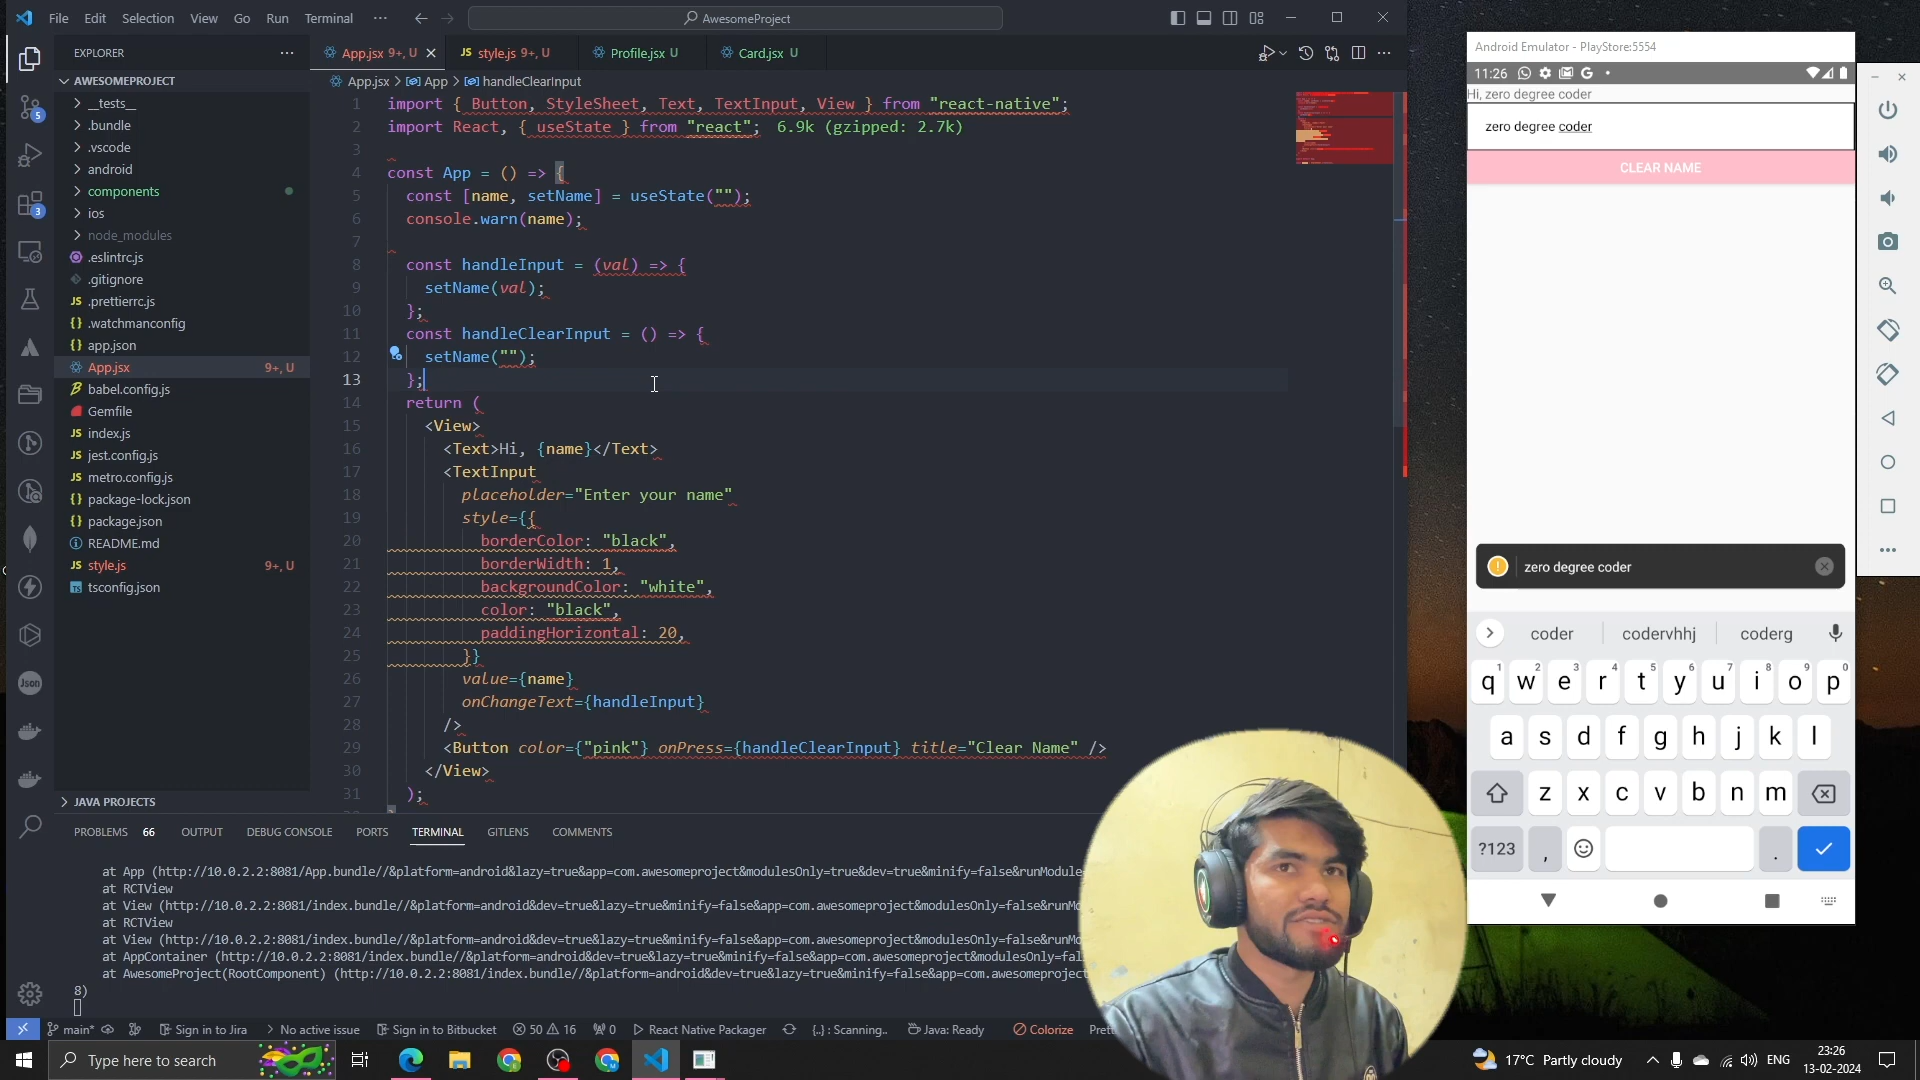 File Edit Selection View Go Run Terminal ···
AwesomeProject
EXPLORER
App.jsx 9+, U
style.js 9+, U
Profile.jsx U
Card.jsx U
App.jsx > App > handleClearInput
AWESOMEPROJECT
__tests__
.bundle
.vscode
android
components
ios
node_modules
.eslintrc.js
.gitignore
.prettierrc.js
.watchmanconfig
app.json
App.jsx 9+, U
babel.config.js
Gemfile
index.js
jest.config.js
metro.config.js
package-lock.json
package.json
README.md
style.js 9+, U
tsconfig.json
JAVA PROJECTS
5
3
Json
1 import { Button, StyleSheet, Text, TextInput, View } from "react-native";
2 import React, { useState } from "react"; 6.9k (gzipped: 2.7k)
3
4 const App = () => {
5 const [name, setName] = useState("");
6 console.warn(name);
7
8 const handleInput = (val) => {
9 setName(val);
10 };
11 const handleClearInput = () => {
12 setName("");
13 };
14 return (
15 <View>
16 <Text>Hi, {name}</Text>
17 <TextInput
18 placeholder="Enter your name"
19 style={{
20 borderColor: "black",
21 borderWidth: 1,
22 backgroundColor: "white",
23 color: "black",
24 paddingHorizontal: 20,
25 }}
26 value={name}
27 onChangeText={handleInput}
28 />
29 <Button color={"pink"} onPress={handleClearInput} title="Clear Name" />
30 </View>
31 );
PROBLEMS 66 OUTPUT DEBUG CONSOLE PORTS TERMINAL GITLENS COMMENTS
at App (http://10.0.2.2:8081/App.bundle//&platform=android&lazy=true&app=com.awesomeproject&modulesOnly=true&dev=true&minify=false&runModule
at RCTView
at View (http://10.0.2.2:8081/index.bundle//&platform=android&dev=true&lazy=true&minify=false&app=com.awesomeproject&modulesOnly=false&runM
at RCTView
at View (http://10.0.2.2:8081/index.bundle//&platform=android&dev=true&lazy=true&minify=false&app=com.awesomeproject&modulesOnly=false&runM
at AppContainer (http://10.0.2.2:8081/index.bundle//&platform=android&dev=true&lazy=true&minify=false&app=com.awesomeproject&modulesOnly=fal
at AwesomeProject(RootComponent) (http://10.0.2.2:8081/index.bundle//&platform=android&dev=true&lazy=true&minify=false&app=com.awesomeproject
8)
main* Sign in to Jira No active issue Sign in to Bitbucket 50 16 0 React Native Packager {..} : Scanning.. Java: Ready Colorize Prett
Android Emulator - PlayStore:5554
11:26
Hi, zero degree coder
zero degree coder
CLEAR NAME
zero degree coder
coder codervhhj coderg
q1 w2 e3 r4 t5 y6 u7 i8 o9 p0
a s d f g h j k l
z x c v b n m
?123 , .
Type here to search
17°C Partly cloudy ENG 23:26
13-02-2024